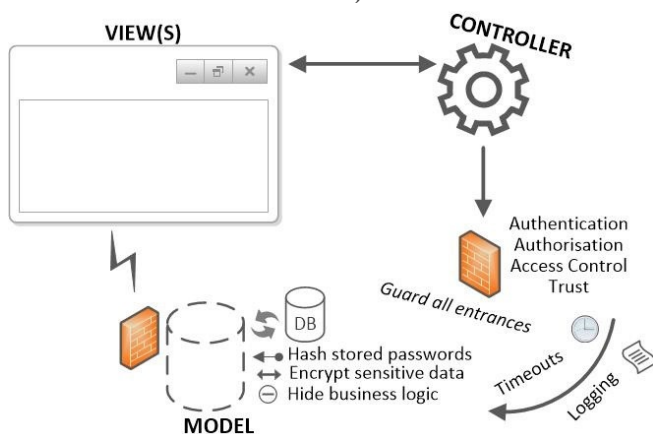 VIEW(S)
CONTROLLER
Authentication
Authorisation
Access Control
Trust
Guard all entrances
DB
Hash stored passwords
Encrypt sensitive data
Hide business logic
Timeouts
Logging
MODEL